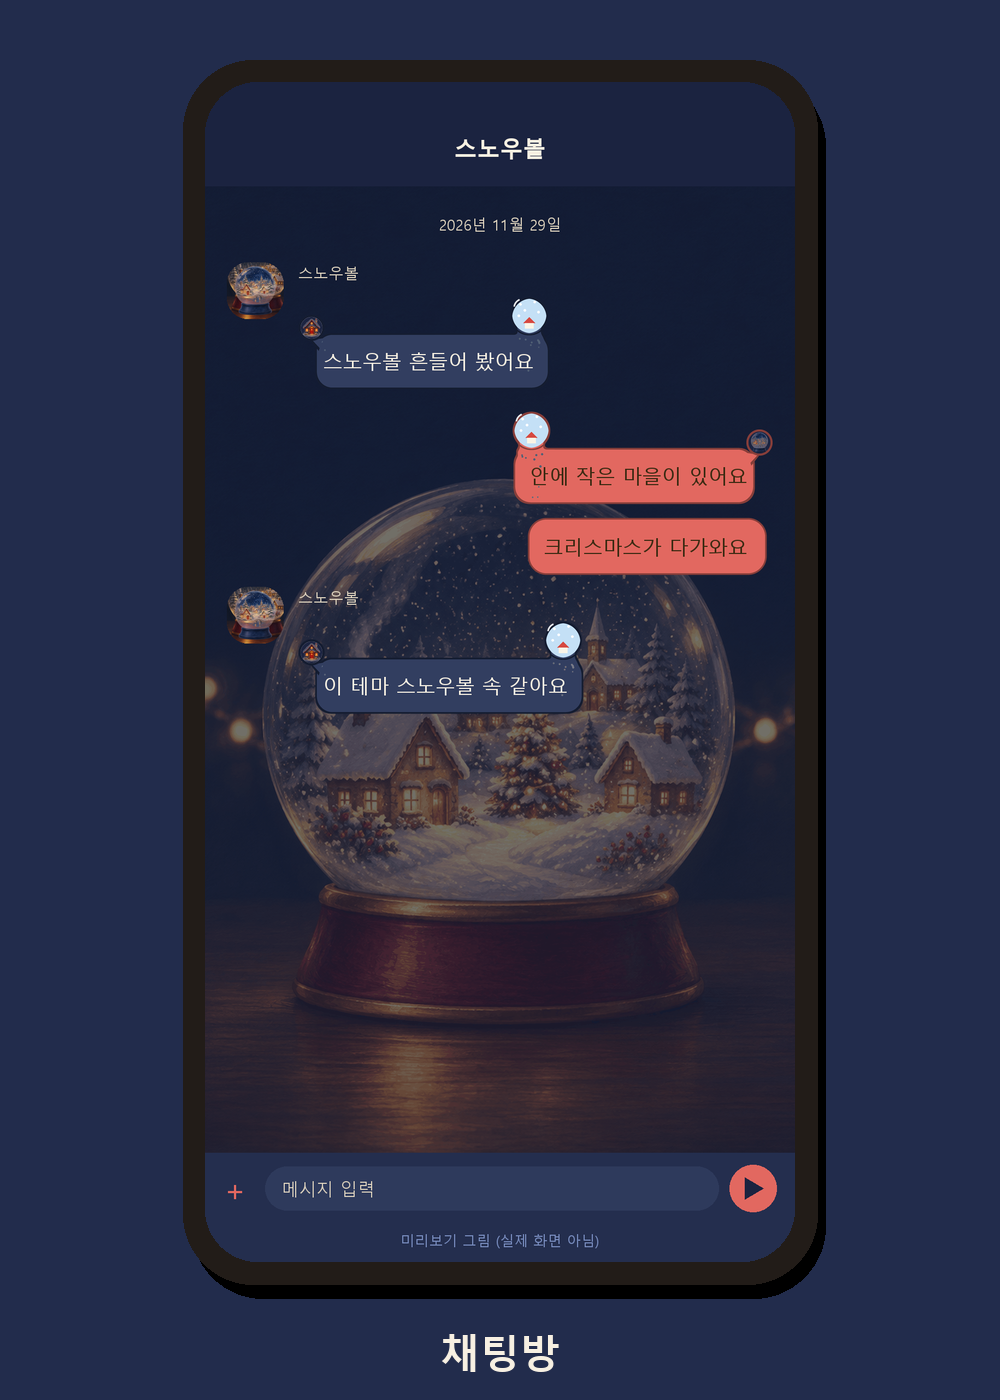 스노우볼
2026년 11월 29일
스노우볼
스노우볼 흔들어 봤어요
안에 작은 마을이 있어요
크리스마스가 다가와요
스노우볼
이 테마 스노우볼 속 같아요
+ 메시지 입력
미리보기 그림 (실제 화면 아님)
채팅방